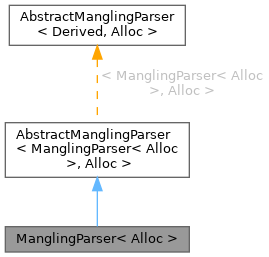 AbstractManglingParser
< Derived, Alloc >
< ManglingParser< Alloc
>, Alloc >
AbstractManglingParser
< ManglingParser< Alloc
>, Alloc >
ManglingParser< Alloc >